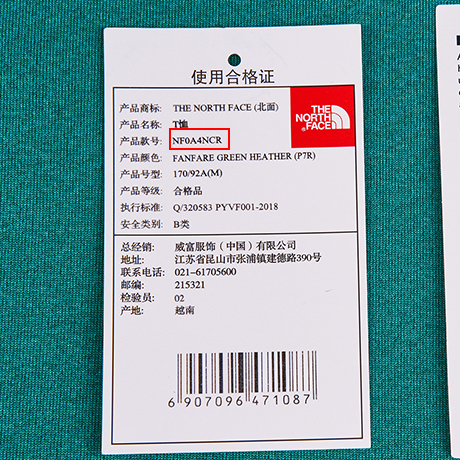 使用合格证
产品商标: THE NORTH FACE (北面)
产品名称: T恤
产品款号: NF0A4NCR
产品颜色: FANFARE GREEN HEATHER (P7R)
产品号型: 170/92A(M)
产品等级: 合格品
执行标准: Q/320583 PYVF001-2018
安全类别: B类
THE
NORTH
FACE
总经销: 威富服饰（中国）有限公司
地址: 江苏省昆山市张浦镇建德路390号
联系电话: 021-61705600
邮编: 215321
检验员: 02
产地: 越南
6 907096 471087